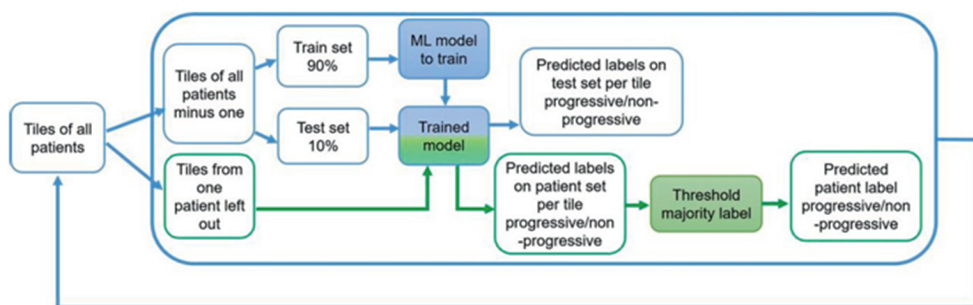 Tiles of all
patients
Tiles of all
patients
minus one
Train set
90%
ML model
to train
Test set
10%
Trained
model
Predicted labels on
test set per tile
progressive/non-
progressive
Tiles from
one
patient left
out
Predicted labels
on patient set
per tile
progressive/non
-progressive
Threshold
majority label
Predicted
patient label
progressive/non
-progressive